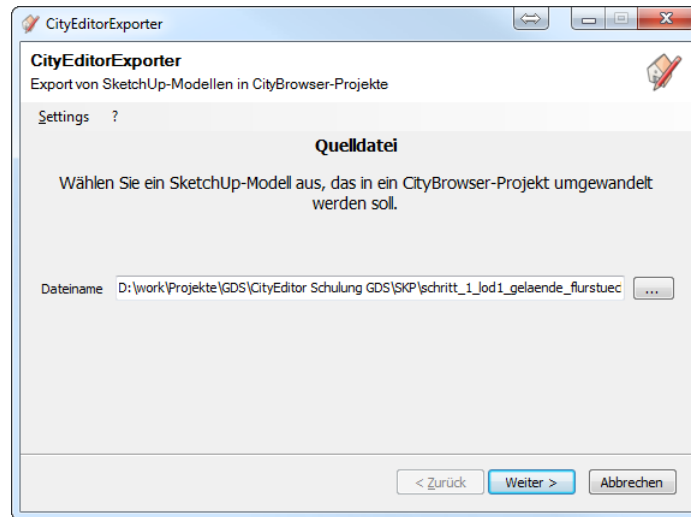 CityEditorExporter
CityEditorExporter
Export von SketchUp-Modellen in CityBrowser-Projekte
Settings ?
Quelldatei
Wählen Sie ein SketchUp-Modell aus, das in ein CityBrowser-Projekt umgewandelt
werden soll.
Dateiname D:\work\Projekte\GDS\CityEditor Schulung GDS\SKP\schritt_1_lod1_gelaende_flurstuec ...
< Zurück Weiter > Abbrechen